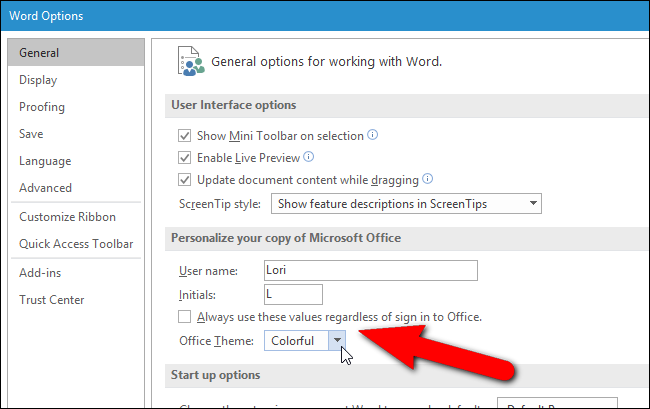 Word Options
General
Display
Proofing
Save
Language
Advanced
Customize Ribbon
Quick Access Toolbar
Add-ins
Trust Center
General options for working with Word.
User Interface options
Show Mini Toolbar on selection
Enable Live Preview
Update document content while dragging
ScreenTip style: Show feature descriptions in ScreenTips
Personalize your copy of Microsoft Office
User name: Lori
Initials: L
Always use these values regardless of sign in to Office.
Office Theme: Colorful
Start up options